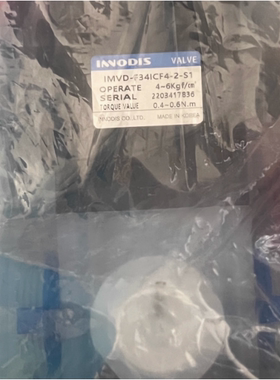 INNODIS VALVE
IMVD-F34ICF4-2-S1
OPERATE 4~6Kgf/㎠
SERIAL 2203417836
TORQUE VALUE 0.4~0.6N.m
INNODIS CO., LTD. MADE IN KOREA